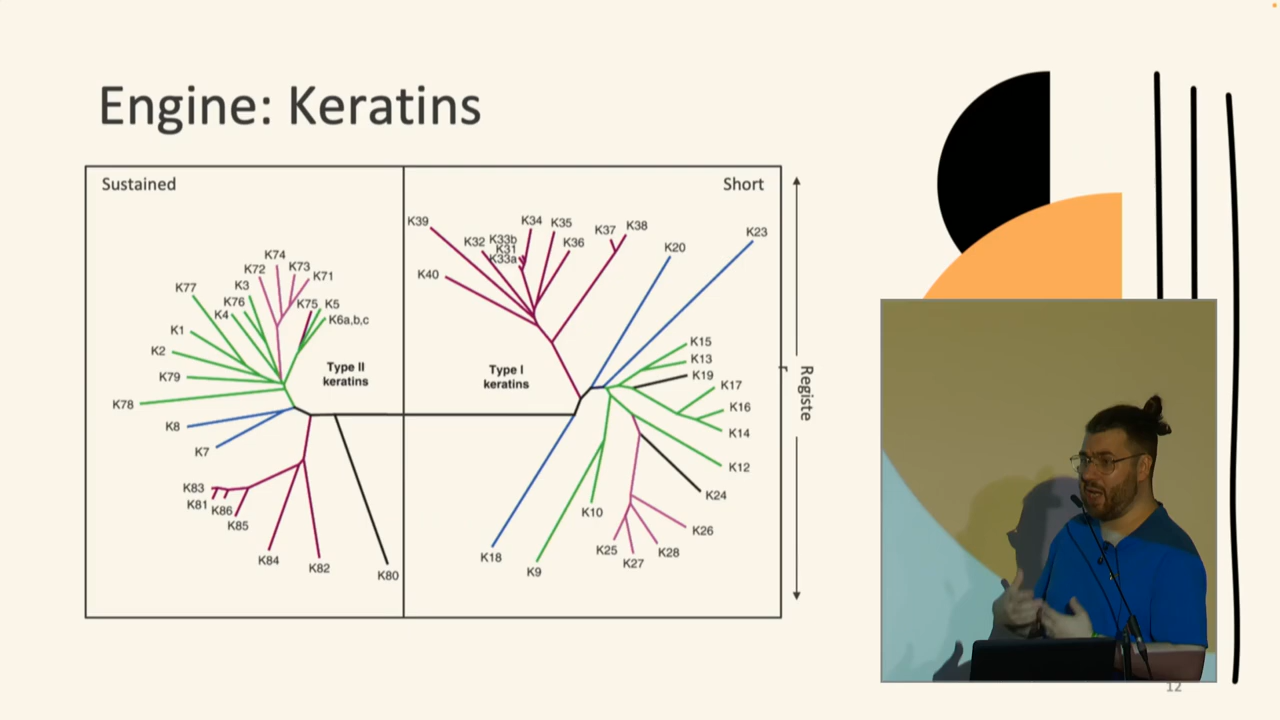 Engine: Keratins
Sustained
Short
K39
K34
K35
K37
K38
K23
K32
K33b
K31
K33a
K36
K20
K40
K74
K72
K73
K71
K3
K77
K76
K75
K5
K4
K6a,b,c
K1
K2
K79
K78
K8
K7
Type II
keratins
Type I
keratins
K15
K13
K19
K17
K16
K14
K12
K24
K83
K81
K86
K85
K84
K82
K80
K18
K9
K10
K25
K27
K28
K26
r
Registe
12